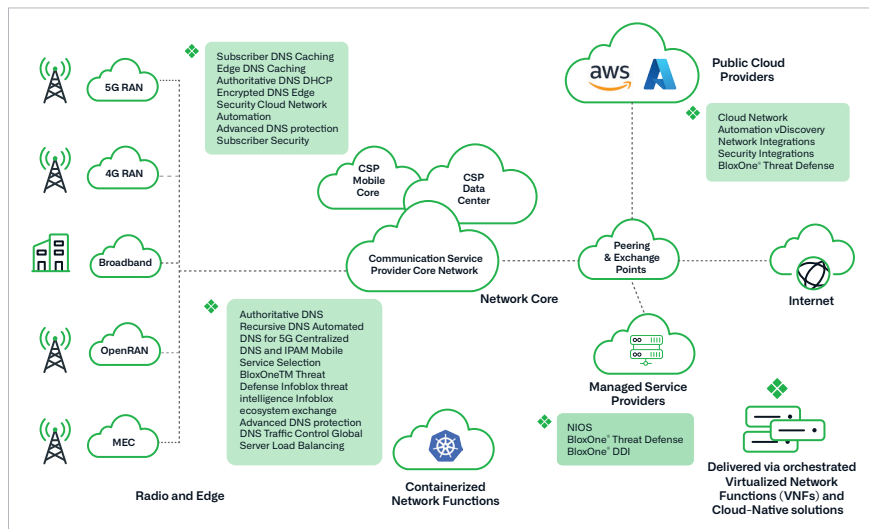 5G RAN
4G RAN
Broadband
OpenRAN
MEC
Radio and Edge
Subscriber DNS Caching
Edge DNS Caching
Authoritative DNS DHCP
Encrypted DNS Edge
Security Cloud Network
Automation
Advanced DNS protection
Subscriber Security
Authoritative DNS
Recursive DNS Automated
DNS for 5G Centralized
DNS and IPAM Mobile
Service Selection
BloxOneTM Threat
Defense Infoblox threat
intelligence Infoblox
ecosystem exchange
Advanced DNS protection
DNS Traffic Control Global
Server Load Balancing
CSP
Mobile
Core
CSP
Data
Center
Communication Service
Provider Core Network
Network Core
Containerized
Network Functions
aws
Public Cloud
Providers
Cloud Network
Automation vDiscovery
Network Integrations
Security Integrations
BloxOne® Threat Defense
Peering
& Exchange
Points
Internet
Managed Service
Providers
NIOS
BloxOne® Threat Defense
BloxOne® DDI
Delivered via orchestrated
Virtualized Network
Functions (VNFs) and
Cloud-Native solutions